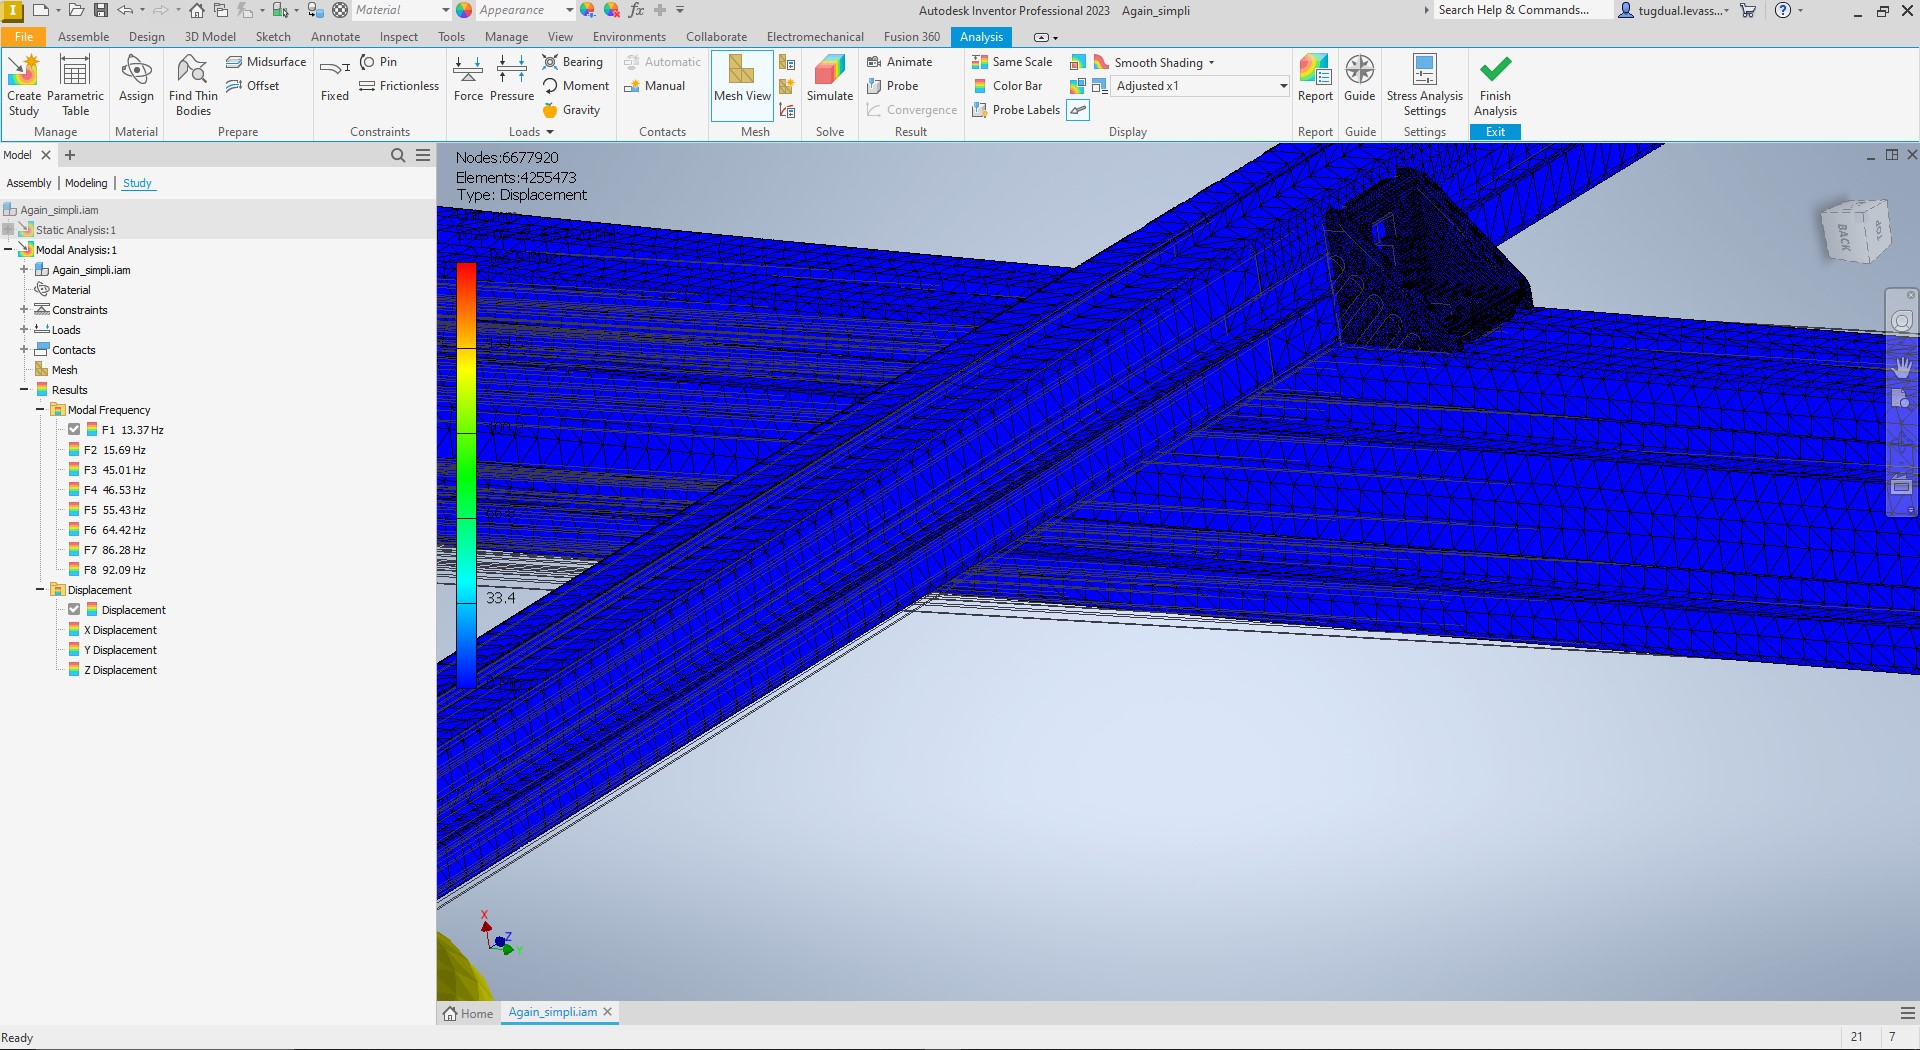 Material
Appearance
fx
Autodesk Inventor Professional 2023 Again_simpli
Search Help & Commands...
tugdual.levass...
File Assemble Design 3D Model Sketch Annotate Inspect Tools Manage View Environments Collaborate Electromechanical Fusion 360 Analysis
Create Study
Parametric Table
Manage
Assign
Material
Find Thin Bodies
Midsurface
Offset
Prepare
Fixed
Pin
Frictionless
Constraints
Force
Pressure
Bearing
Moment
Gravity
Loads
Automatic
Manual
Contacts
Mesh View
Mesh
Simulate
Solve
Animate
Probe
Convergence
Result
Same Scale
Color Bar
Probe Labels
Smooth Shading
Adjusted x1
Display
Report
Report
Guide
Guide
Stress Analysis Settings
Settings
Finish Analysis
Exit
Model
Assembly | Modeling | Study
Again_simpli.iam
Static Analysis:1
Modal Analysis:1
Again_simpli.iam
Material
Constraints
Loads
Contacts
Mesh
Results
Modal Frequency
F1 13.37 Hz
F2 15.69 Hz
F3 45.01 Hz
F4 46.53 Hz
F5 55.43 Hz
F6 64.42 Hz
F7 86.28 Hz
F8 92.09 Hz
Displacement
Displacement
X Displacement
Y Displacement
Z Displacement
Nodes:6677920
Elements:4255473
Type: Displacement
33.4
BACK
TOP
X
Z
Y
Home
Again_simpli.iam
Ready
21 7